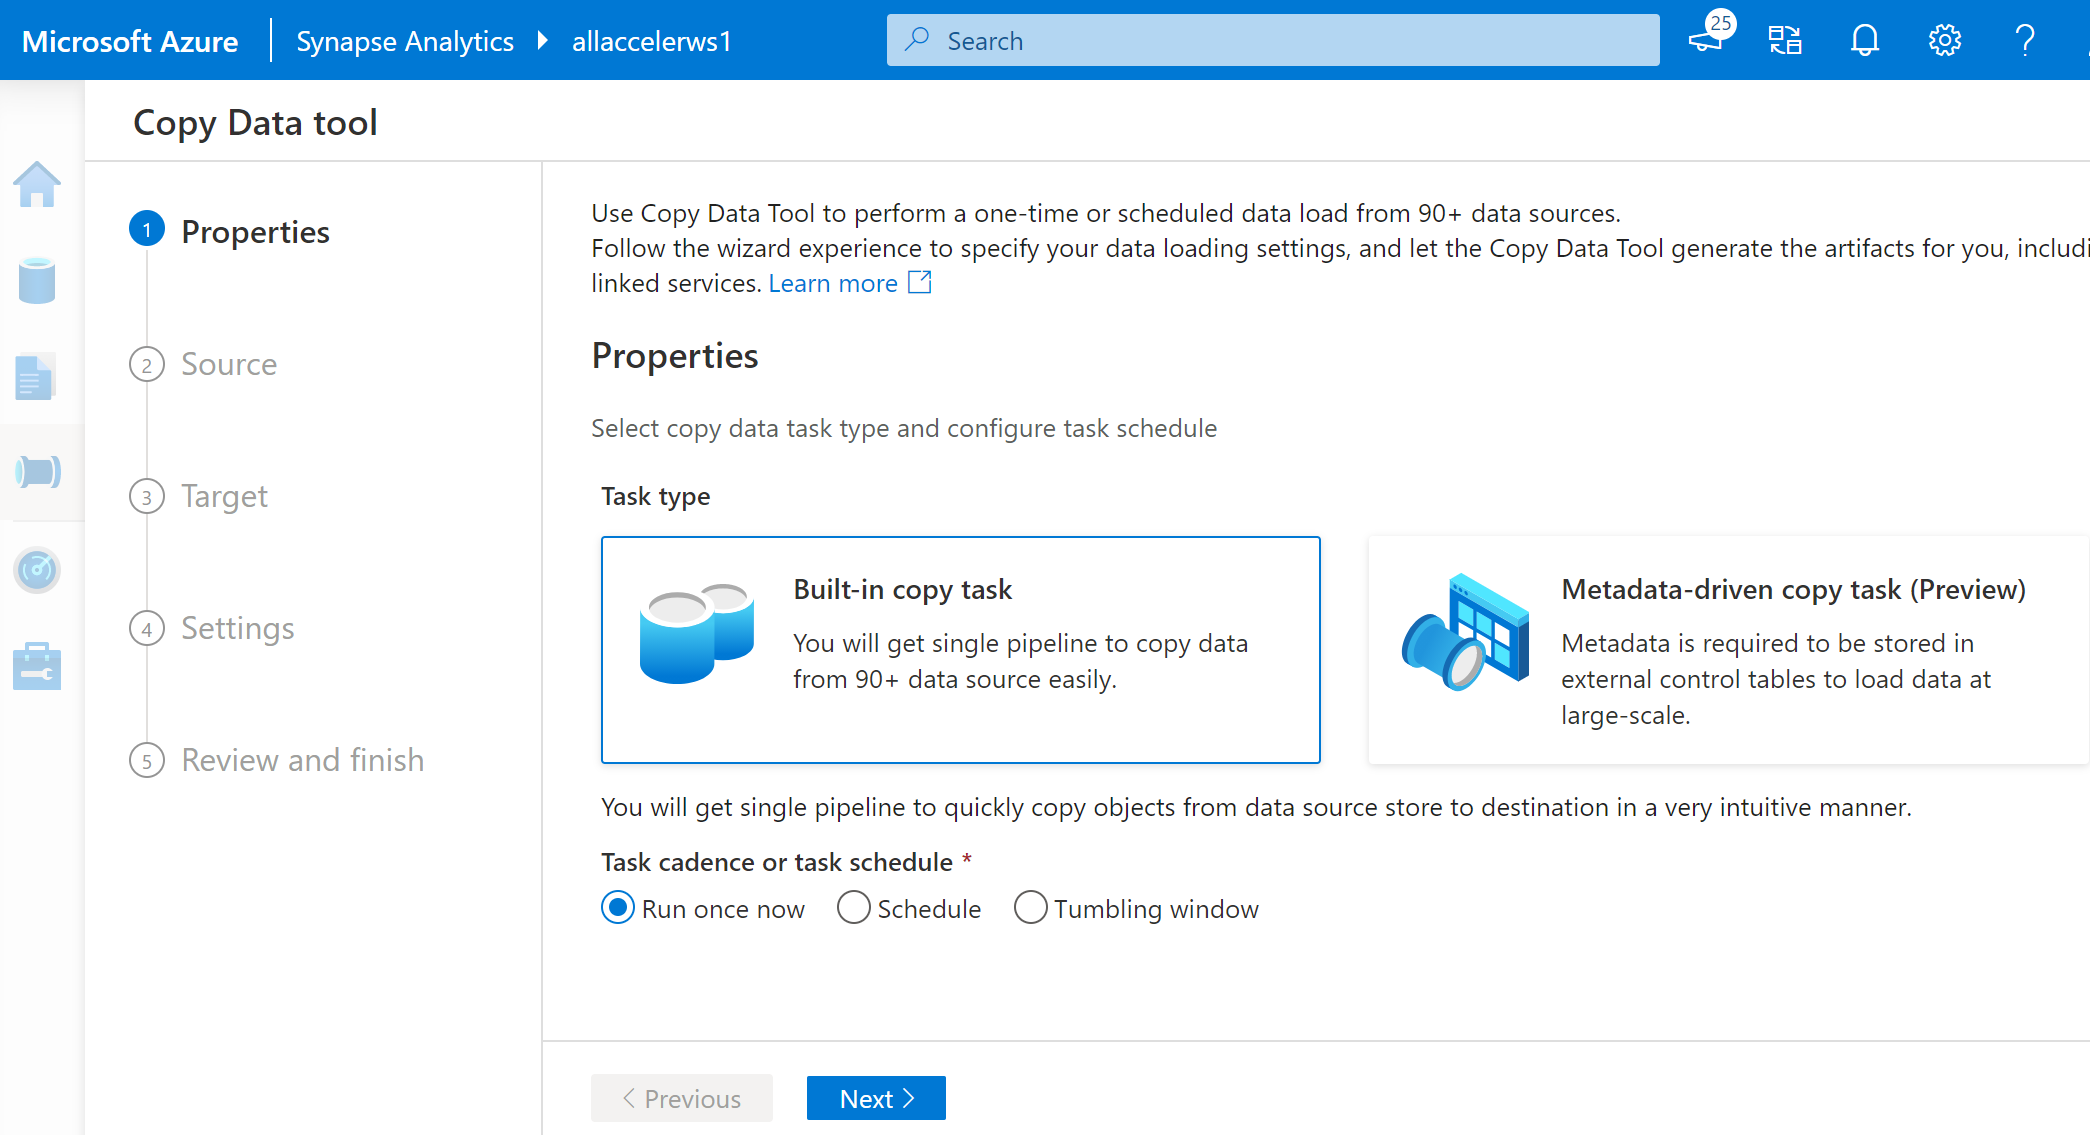 Microsoft Azure
Synapse Analytics
allaccelerws1
Search
25
Copy Data tool
1 Properties
2 Source
3 Target
4 Settings
5 Review and finish
Use Copy Data Tool to perform a one-time or scheduled data load from 90+ data sources.
Follow the wizard experience to specify your data loading settings, and let the Copy Data Tool generate the artifacts for you, includi
linked services. Learn more
Properties
Select copy data task type and configure task schedule
Task type
Built-in copy task
You will get single pipeline to copy data
from 90+ data source easily.
Metadata-driven copy task (Preview)
Metadata is required to be stored in
external control tables to load data at
large-scale.
You will get single pipeline to quickly copy objects from data source store to destination in a very intuitive manner.
Task cadence or task schedule *
Run once now
Schedule
Tumbling window
< Previous
Next >